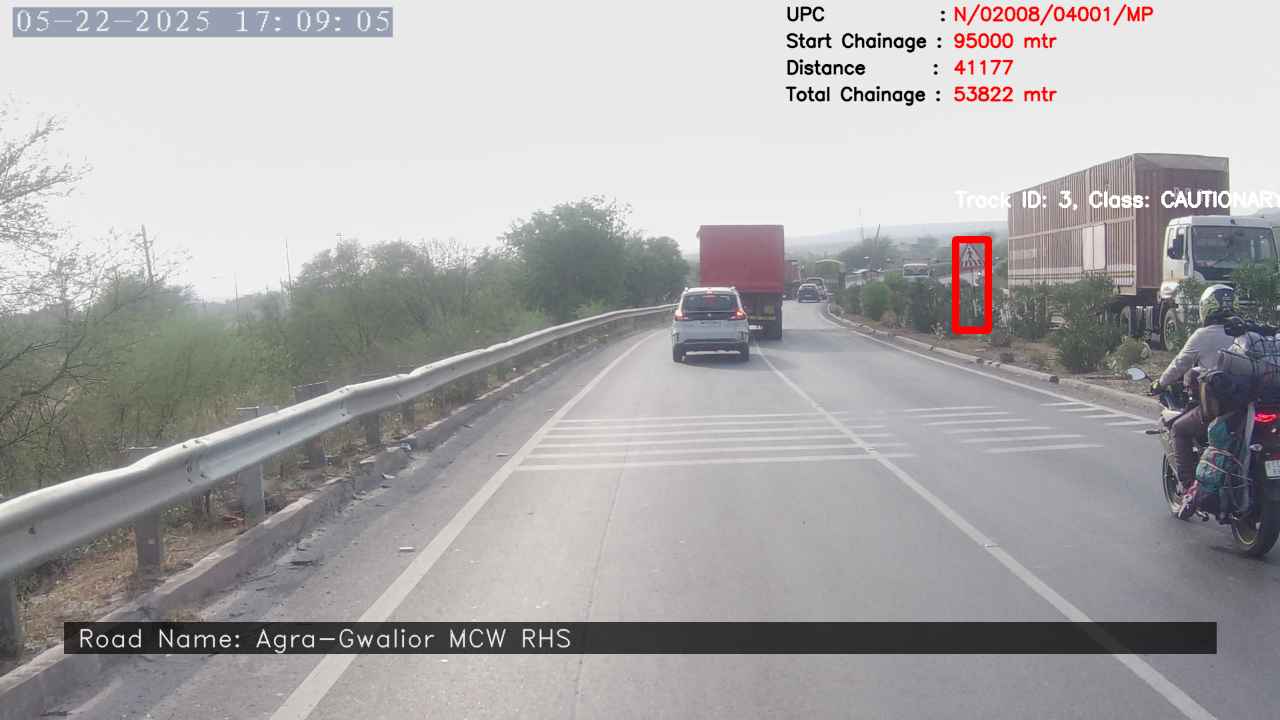 05-22-2025 17:09:05
UPC : N/02008/04001/MP
Start Chainage : 95000 mtr
Distance : 41177
Total Chainage : 53822 mtr
Track ID: 3, Class: CAUTIONARY
Road Name: Agra-Gwalior MCW RHS